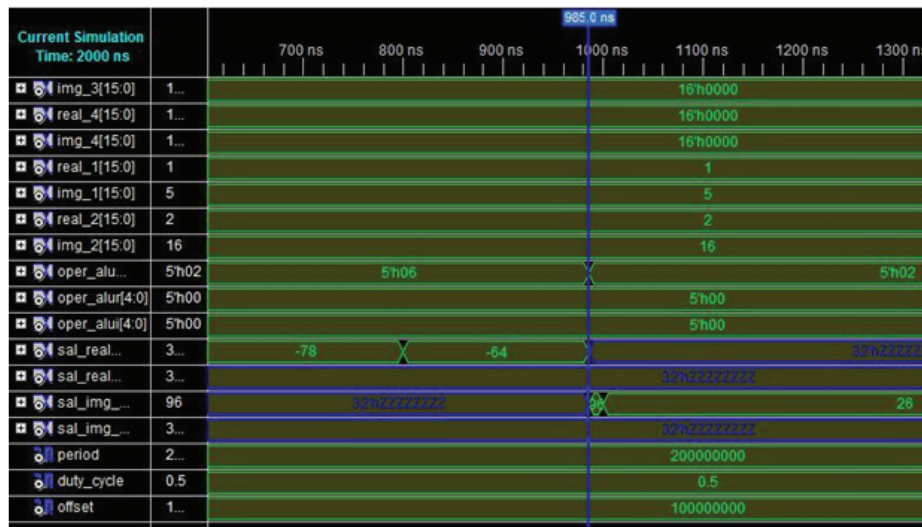 985.0 ns
Current Simulation
Time: 2000 ns
700 ns 800 ns 900 ns 1000 ns 1100 ns 1200 ns 1300 n
img_3[15:0] 1... 16'h0000
real_4[15:0] 1... 16'h0000
img_4[15:0] 1... 16'h0000
real_1[15:0] 1 1
img_1[15:0] 5 5
real_2[15:0] 2 2
img_2[15:0] 16 16
oper_alu... 5'h02 5'h06 5'h02
oper_alur[4:0] 5'h00 5'h00
oper_alui[4:0] 5'h00 5'h00
sal_real... 3... -78 -64 32'hZZZZZ
sal_real... 3... 32'hZZZZZZZZ
sal_img_... 96 32'hZZZZZZZZ 96 26
sal_img_... 3... 32'hZZZZZZZZ
period 2... 200000000
duty_cycle 0.5 0.5
offset 1... 100000000